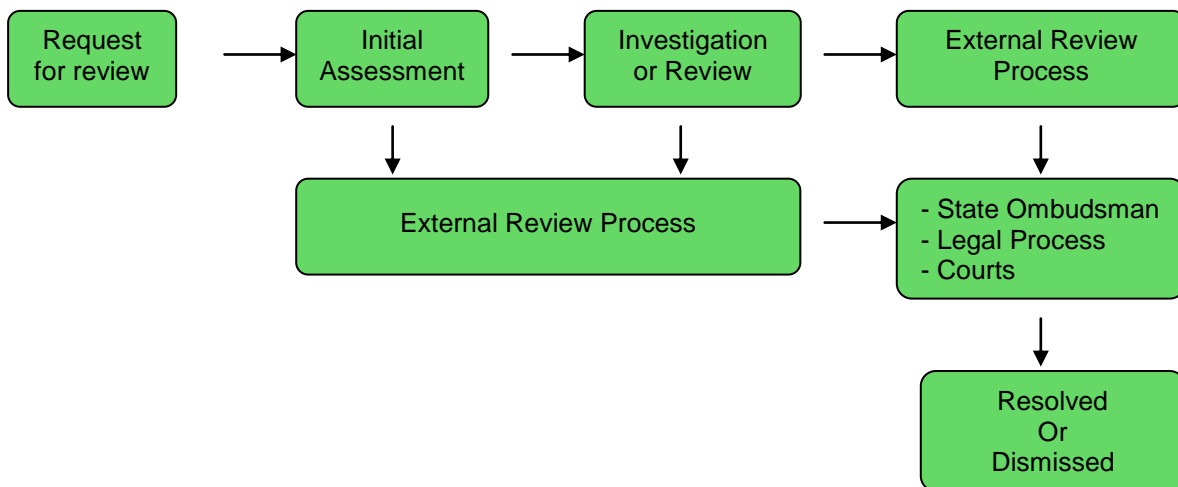 Request
for review
Initial
Assessment
Investigation
or Review
External Review
Process
External Review Process
- State Ombudsman
- Legal Process
- Courts
Resolved
Or
Dismissed